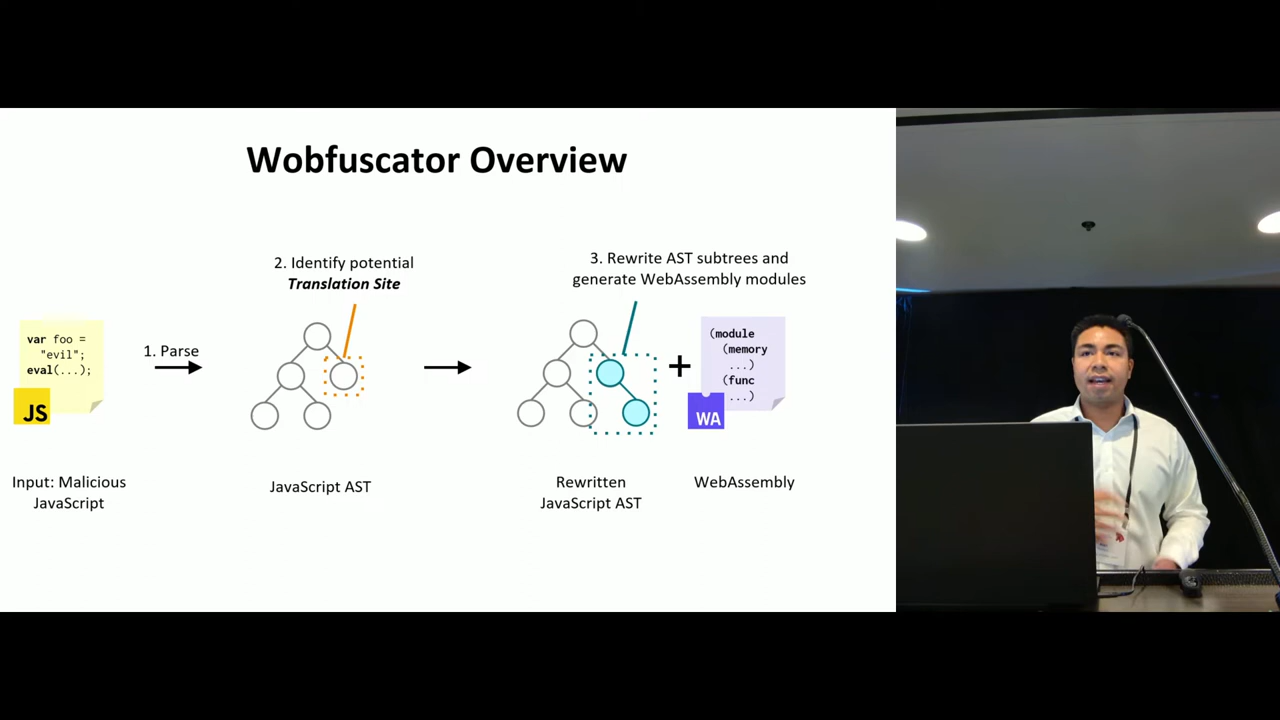 Wobfuscator Overview
2. Identify potential
Translation Site
3. Rewrite AST subtrees and
generate WebAssembly modules
var foo =
"evil";
eval(...);
JS
1. Parse
+
(module
(memory
...)
(func
...)
WA
Input: Malicious
JavaScript
JavaScript AST
Rewritten
JavaScript AST
WebAssembly